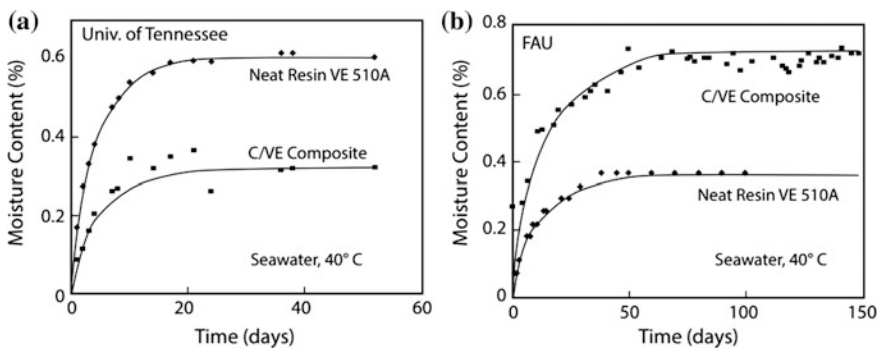 (a)
Univ. of Tennessee
Moisture Content (%)
0.6
0.4
0.2
0
Neat Resin VE 510A
C/VE Composite
Seawater, 40° C
0
20
40
60
Time (days)
(b)
FAU
Moisture Content (%)
0.8
0.6
0.4
0.2
0
C/VE Composite
Neat Resin VE 510A
Seawater, 40° C
0
50
100
150
Time (days)